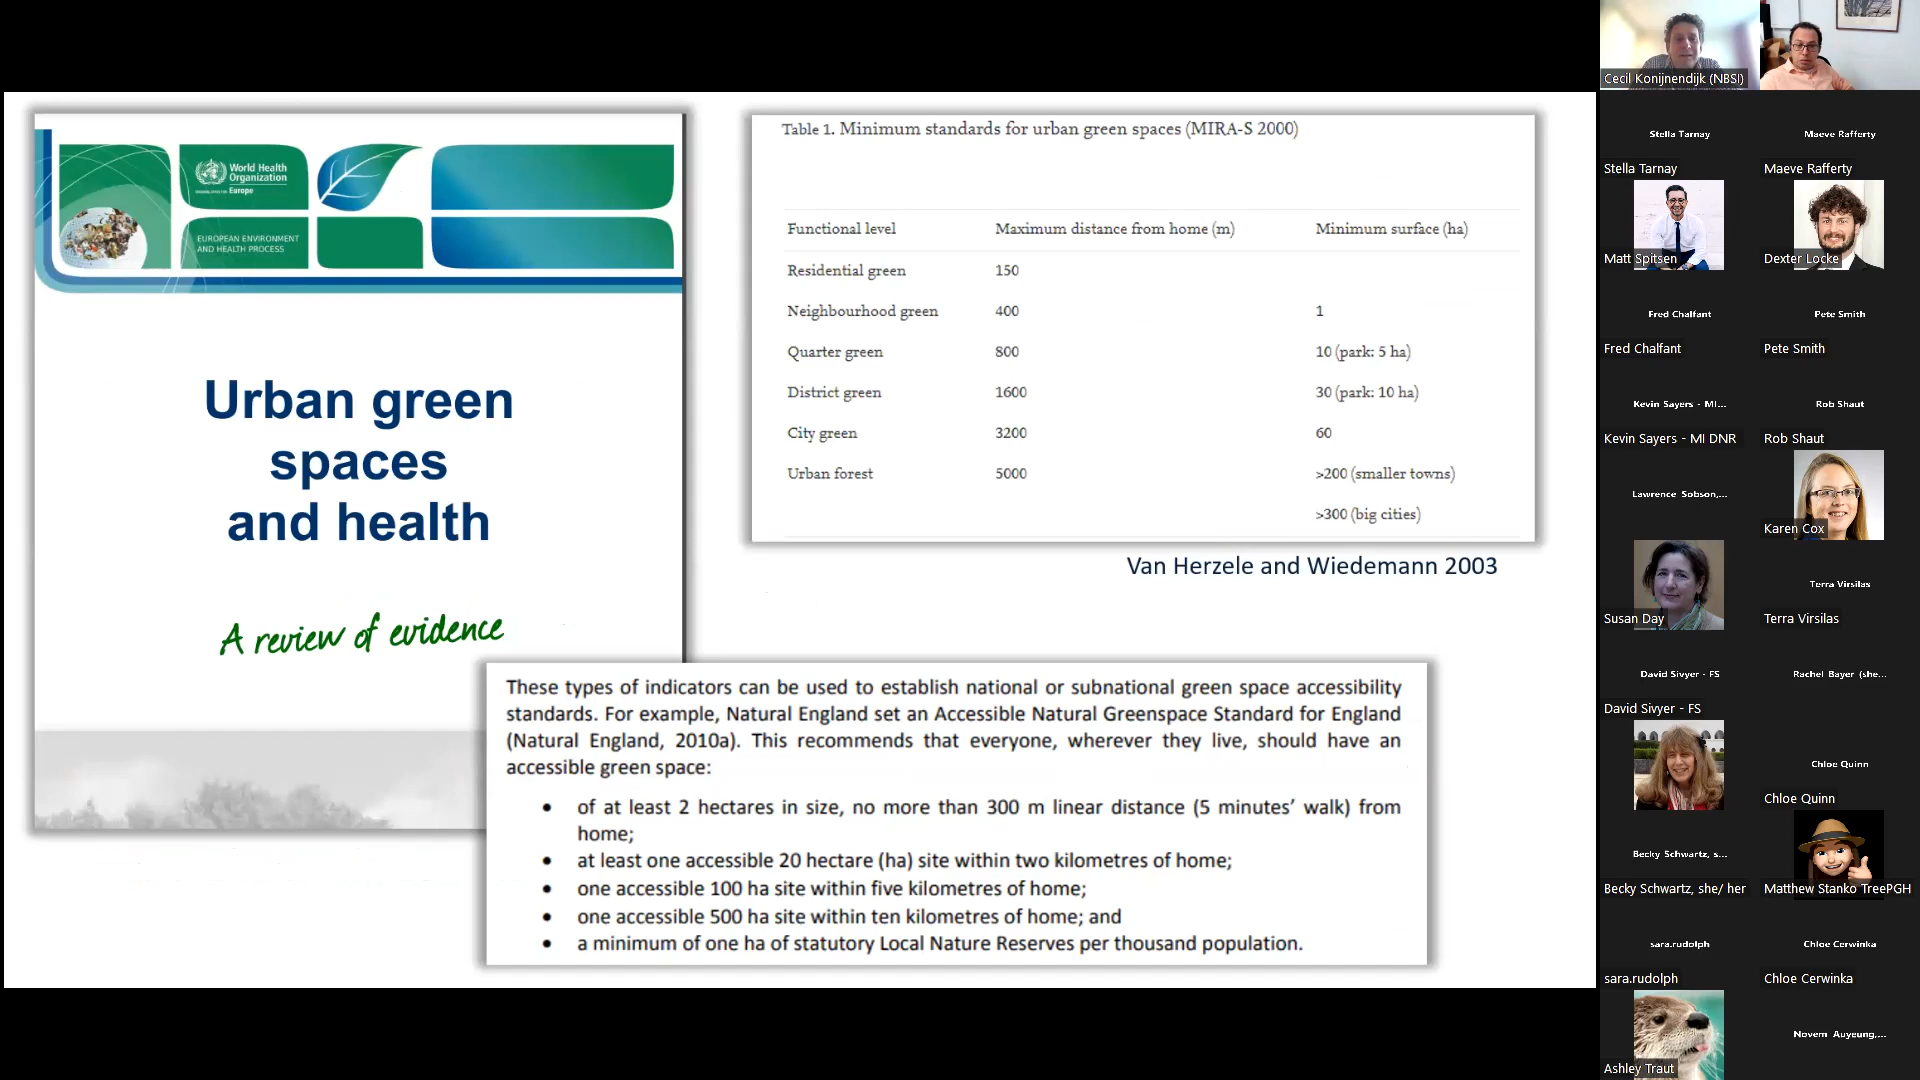 World Health
Organization
Europe
EUROPEAN ENVIRONMENT
AND HEALTH PROCESS
Urban green
spaces
and health
A review of evidence
Table 1. Minimum standards for urban green spaces (MIRA-S 2000)
Functional level Maximum distance from home (m) Minimum surface (ha)
Residential green 150
Neighbourhood green 400 1
Quarter green 800 10 (park: 5 ha)
District green 1600 30 (park: 10 ha)
City green 3200 60
Urban forest 5000 >200 (smaller towns)
>300 (big cities)
Van Herzele and Wiedemann 2003
These types of indicators can be used to establish national or subnational green space accessibility
standards. For example, Natural England set an Accessible Natural Greenspace Standard for England
(Natural England, 2010a). This recommends that everyone, wherever they live, should have an
accessible green space:
• of at least 2 hectares in size, no more than 300 m linear distance (5 minutes' walk) from
home;
• at least one accessible 20 hectare (ha) site within two kilometres of home;
• one accessible 100 ha site within five kilometres of home;
• one accessible 500 ha site within ten kilometres of home; and
• a minimum of one ha of statutory Local Nature Reserves per thousand population.
Cecil Konijnendijk (NBSI)
Stella Tarnay Maeve Rafferty
Stella Tarnay Maeve Rafferty
Matt Spitsen Dexter Locke
Fred Chalfant Pete Smith
Fred Chalfant Pete Smith
Kevin Sayers - MI... Rob Shaut
Kevin Sayers - MI DNR Rob Shaut
Lawrence Sobson,...
Karen Cox
Terra Virsilas
Susan Day Terra Virsilas
David Sivyer - FS Rachel Bayer (she...
David Sivyer - FS
Chloe Quinn
Chloe Quinn
Becky Schwartz, s...
Becky Schwartz, she/ her Matthew Stanko TreePGH
sara.rudolph Chloe Cerwinka
sara.rudolph Chloe Cerwinka
Novem Auyeung,...
Ashley Traut